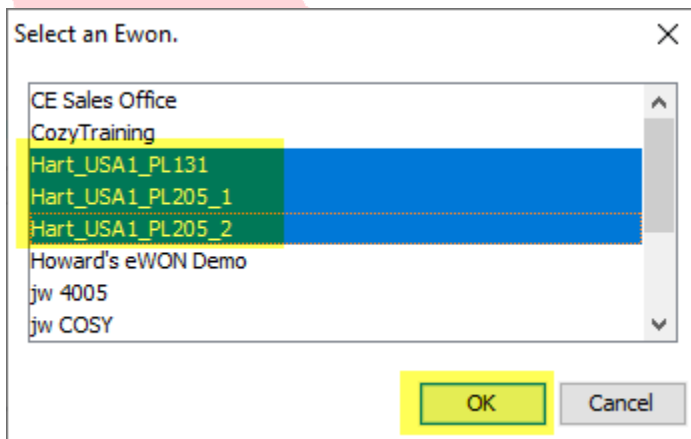 Select an Ewon.
CE Sales Office
CozyTraining
Hart_USA1_PL131
Hart_USA1_PL205_1
Hart_USA1_PL205_2
Howard's eWON Demo
jw 4005
jw COSY
OK Cancel